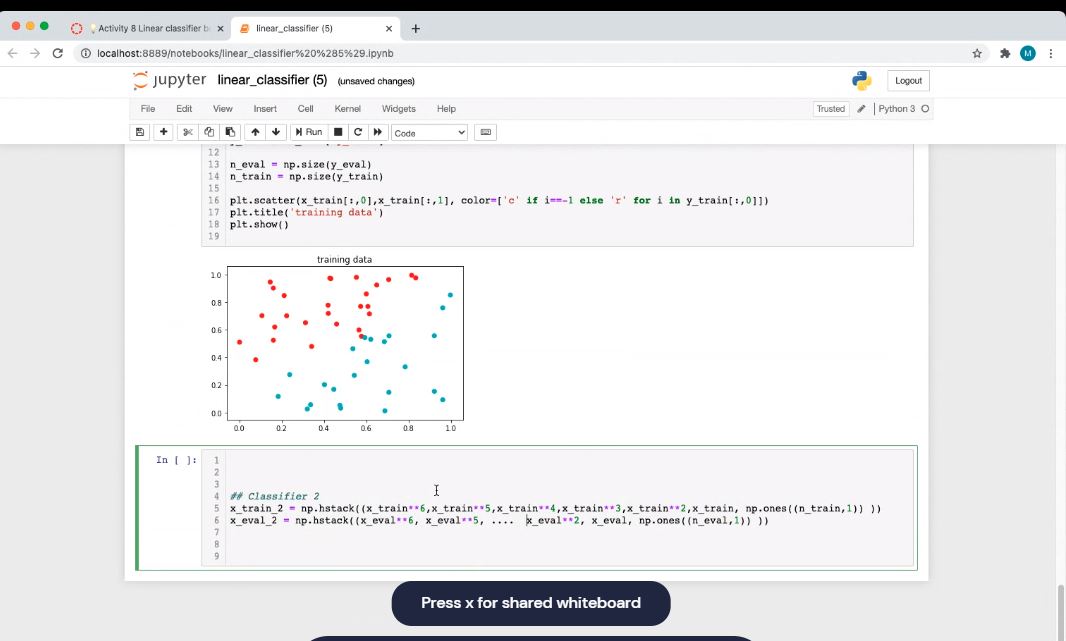 Activity 8 Linear classifier b
linear_classifier (5)
localhost:8889/notebooks/linear_classifier%20%285%29.ipynb
M
jupyter linear_classifier (5) (unsaved changes)
Logout
File Edit View Insert Cell Kernel Widgets Help
Trusted Python 3
Run Code
12
13 n_eval = np.size(y_eval)
14 n_train = np.size(y_train)
15
16 plt.scatter(x_train[:,0],x_train[:,1], color=['c' if i==-1 else 'r' for i in y_train[:,0]])
17 plt.title('training data')
18 plt.show()
19
training data
1.0
0.8
0.6
0.4
0.2
0.0
0.0 0.2 0.4 0.6 0.8 1.0
In [ ]: 1
2
3
4 ## Classifier 2
5 x_train_2 = np.hstack((x_train**6,x_train**5,x_train**4,x_train**3,x_train**2,x_train, np.ones((n_train,1)) ))
6 x_eval_2 = np.hstack((x_eval**6, x_eval**5, .... x_eval**2, x_eval, np.ones((n_eval,1)) ))
7
8
9
Press x for shared whiteboard